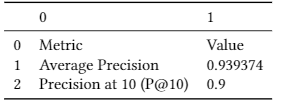 0 1
0 Metric Value
1 Average Precision 0.939374
2 Precision at 10 (P@10) 0.9